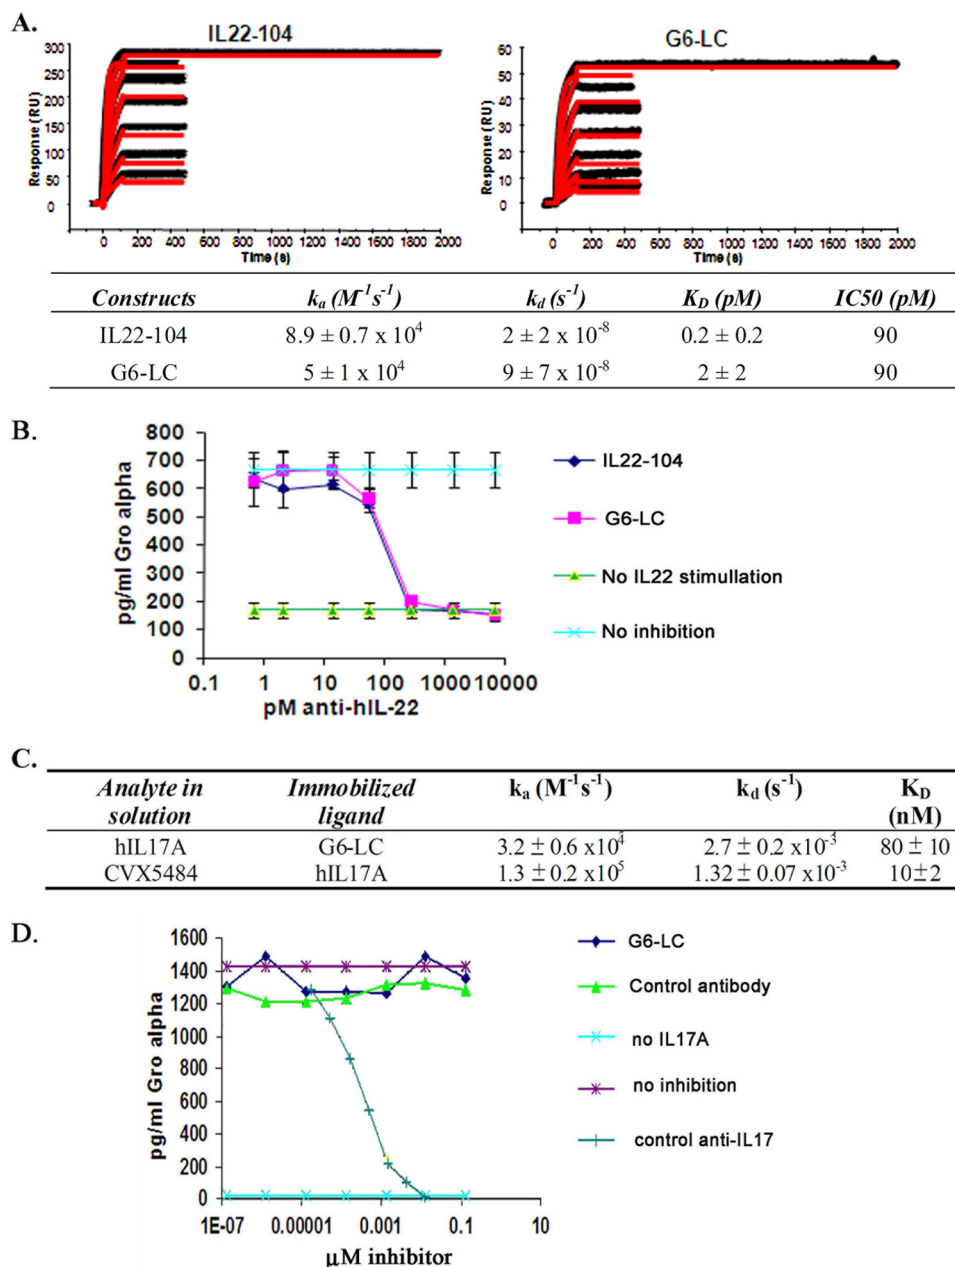 A.
IL22-104
Response (RU)
300
250
200
150
100
50
0
0 200 400 600 800 1000 1200 1400 1600 1800 2000
Time (s)
G6-LC
Response (RU)
60
50
40
30
20
10
0
0 200 400 600 800 1000 1200 1400 1600 1800 2000
Time (s)
Constructs kₐ (M⁻¹s⁻¹) k_d (s⁻¹) K_D (pM) IC50 (pM)
IL22-104 8.9 ± 0.7 x 10⁴ 2 ± 2 x 10⁻⁸ 0.2 ± 0.2 90
G6-LC 5 ± 1 x 10⁴ 9 ± 7 x 10⁻⁸ 2 ± 2 90
B.
pg/ml Gro alpha
800
700
600
500
400
300
200
100
0
0.1 1 10 100 1000 10000
pM anti-hIL-22
IL22-104
G6-LC
No IL22 stimullation
No inhibition
C.
Analyte in solution Immobilized ligand kₐ (M⁻¹s⁻¹) k_d (s⁻¹) K_D (nM)
hIL17A G6-LC 3.2 ± 0.6 x10⁴ 2.7 ± 0.2 x10⁻³ 80 ± 10
CVX5484 hIL17A 1.3 ± 0.2 x10⁵ 1.32 ± 0.07 x10⁻³ 10±2
D.
pg/ml Gro alpha
1600
1400
1200
1000
800
600
400
200
0
1E-07 0.00001 0.001 0.1 10
µM inhibitor
G6-LC
Control antibody
no IL17A
no inhibition
control anti-IL17